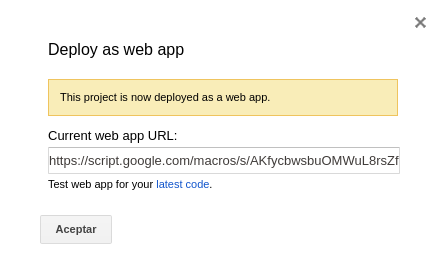 Deploy as web app
This project is now deployed as a web app.
Current web app URL:
https://script.google.com/macros/s/AKfycbwsbuOMWuL8rsZf
Test web app for your latest code.
Aceptar